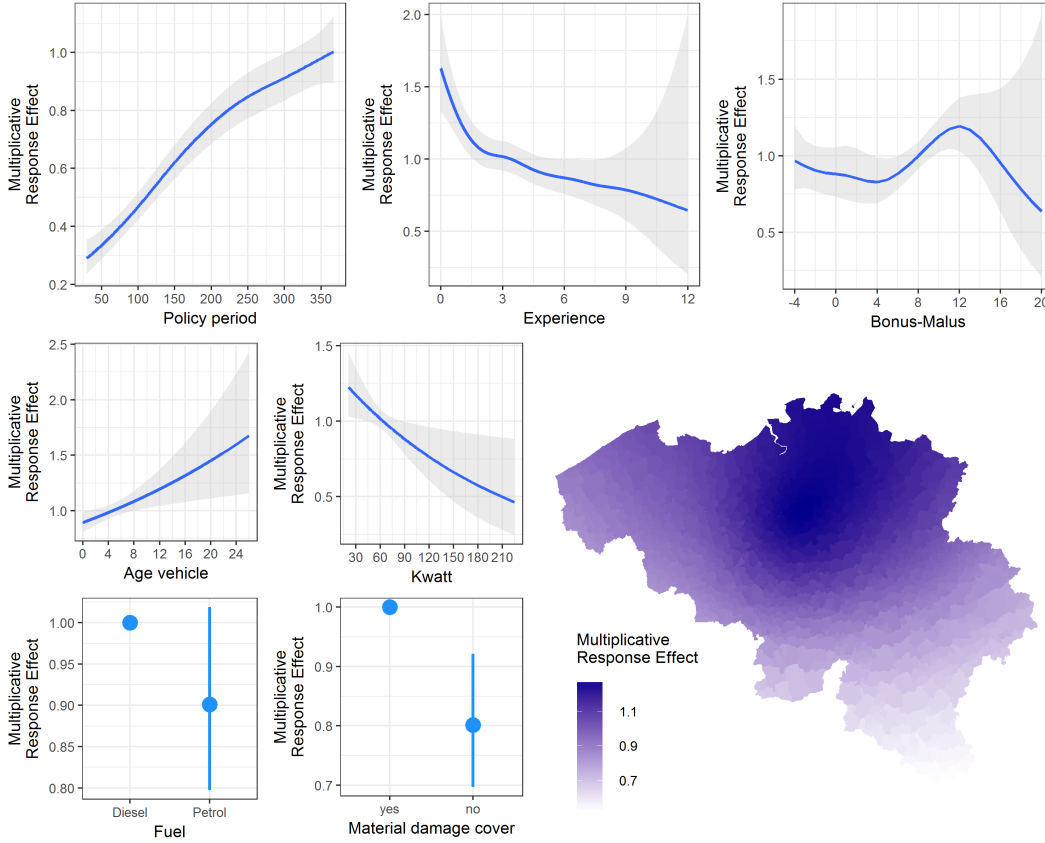 Multiplicative
Response Effect
1.0
0.8
0.6
0.4
0.2
50 100 150 200 250 300 350
Policy period
Multiplicative
Response Effect
2.0
1.5
1.0
0.5
0 3 6 9 12
Experience
Multiplicative
Response Effect
1.5
1.0
0.5
-4 0 4 8 12 16 20
Bonus-Malus
Multiplicative
Response Effect
2.5
2.0
1.5
1.0
0 4 8 12 16 20 26
Age vehicle
Multiplicative
Response Effect
1.5
1.0
0.5
30 60 90 120 150 180 210
Kwatt
Multiplicative
Response Effect
1.00
0.95
0.90
0.85
0.80
Diesel Petrol
Fuel
Multiplicative
Response Effect
1.0
0.9
0.8
0.7
yes no
Material damage cover
Multiplicative
Response Effect
1.1
0.9
0.7